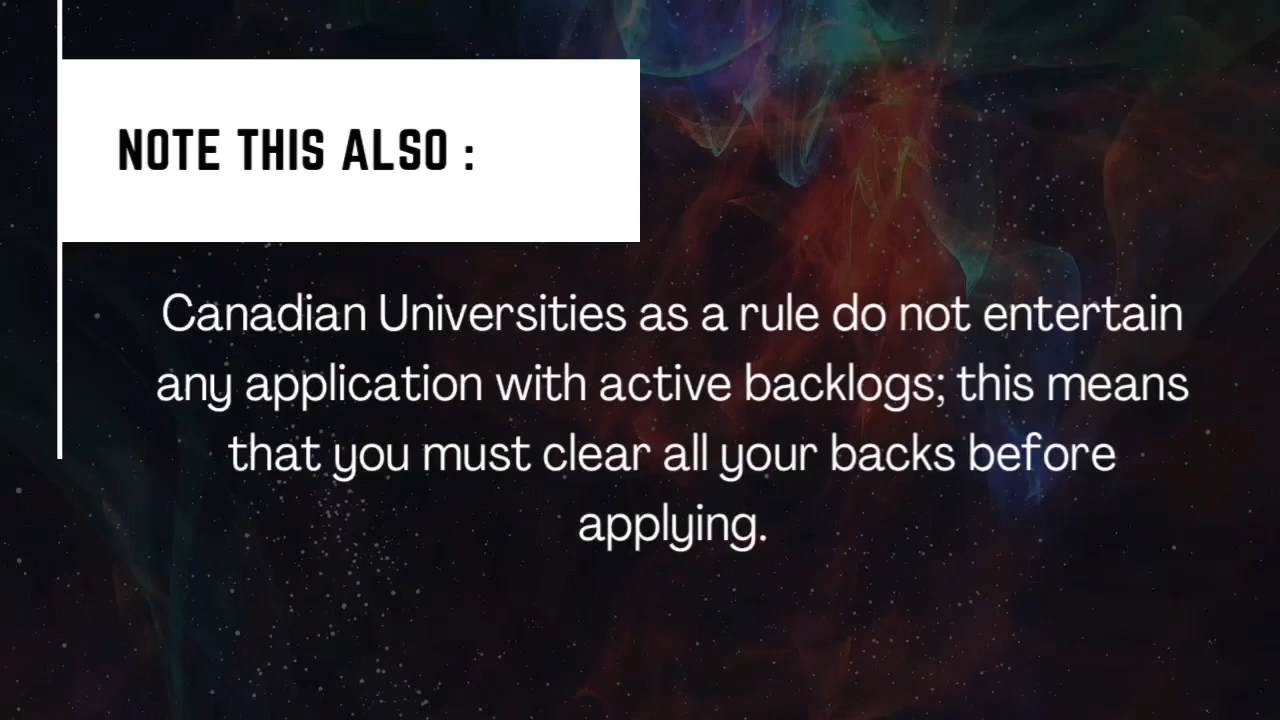 NOTE THIS ALSO :
Canadian Universities as a rule do not entertain
any application with active backlogs; this means
that you must clear all your backs before
applying.